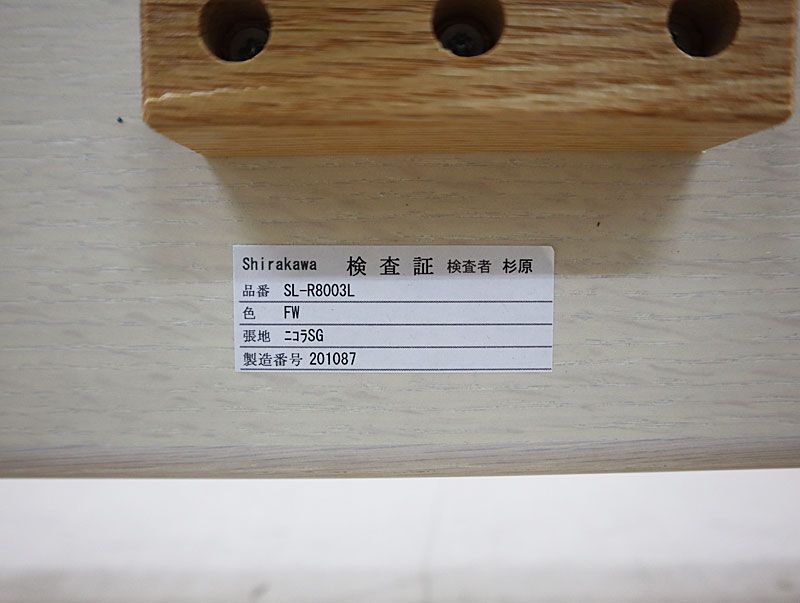 Shirakawa 検査証 検査者 杉原
品番 SL-R8003L
色 FW
張地 ﾆｺﾗSG
製造番号 201087